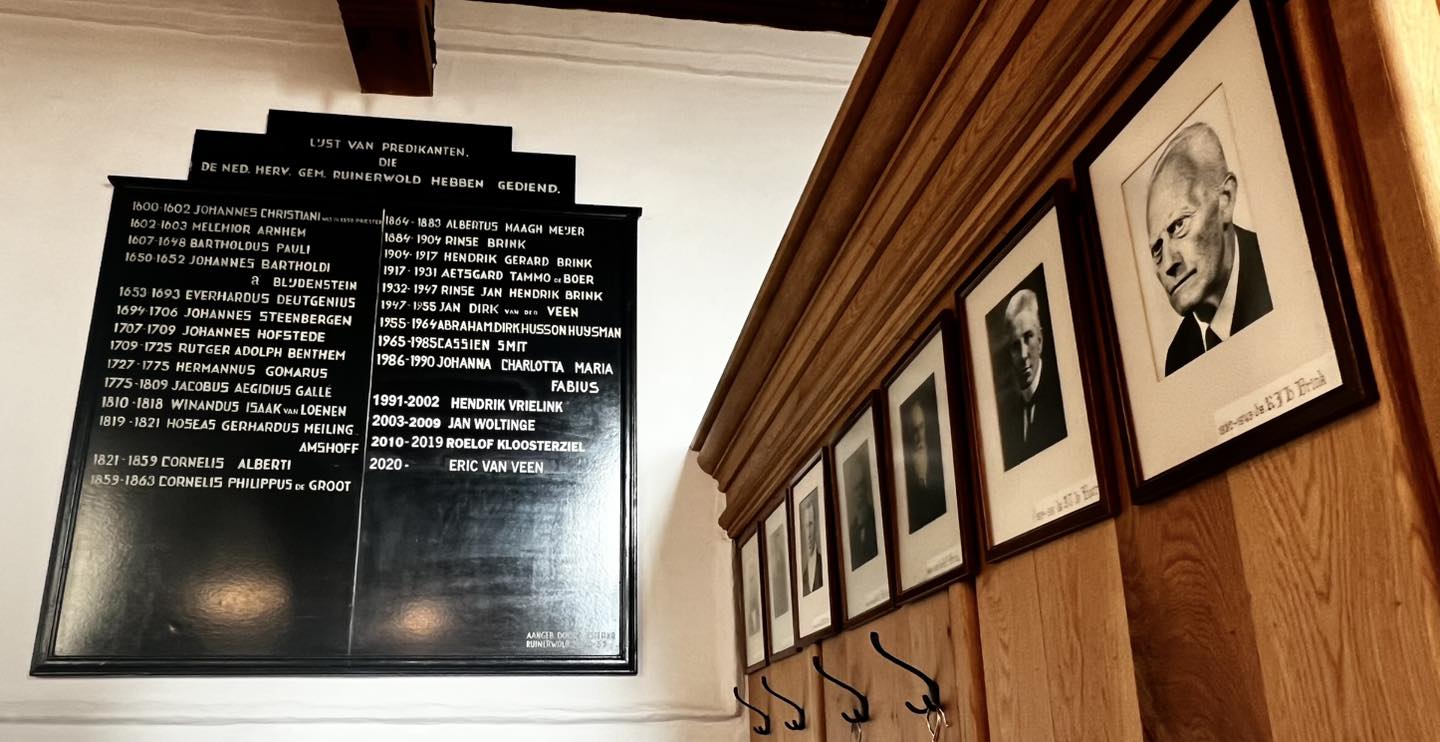 LIJST VAN PREDIKANTEN,
DIE
DE NED. HERV. GEM. RUINERWOLD HEBBEN GEDIEND.
1600-1602 JOHANNES CHRISTIANI
1602-1603 MELCHIOR ARNHEM
1607-1648 BARTHOLDUS PAULI
1650-1652 JOHANNES BARTHOLDI
a BLIJDENSTEIN
1653-1693 EVERHARDUS DEUTGENIUS
1694-1706 JOHANNES STEENBERGEN
1707-1709 JOHANNES HOFSTEDE
1709-1725 RUTGER ADOLPH BENTHEM
1727-1775 HERMANNUS GOMARUS
1775-1809 JACOBUS AEGIDIUS GALLÉ
1810-1818 WINANDUS ISAAK VAN LOENEN
1819-1821 HOSEAS GERHARDUS MEILING
AMSHOFF
1821-1859 CORNELIS ALBERTI
1859-1863 CORNELIS PHILIPPUS DE GROOT
1864-1883 ALBERTUS NAAGH MEIJER
1884-1904 RINSE BRINK
1904-1917 HENDRIK GERARD BRINK
1917-1931 AETSGARD TAMMO DE BOER
1932-1947 RINSE JAN HENDRIK BRINK
1947-1955 JAN DIRK VAN DER VEEN
1955-1964 ABRAHAM.DIRK HUSSON HUIJSMAN
1965-1985 CASSIEN SMIT
1986-1990 JOHANNA CHARLOTTA MARIA
FABIUS
1991-2002 HENDRIK VRIELINK
2003-2009 JAN WOLTINGE
2010-2019 ROELOF KLOOSTERZIEL
2020- ERIC VAN VEEN
AANGEB. DOOR
RUINERWOLD
ds R J H Brink